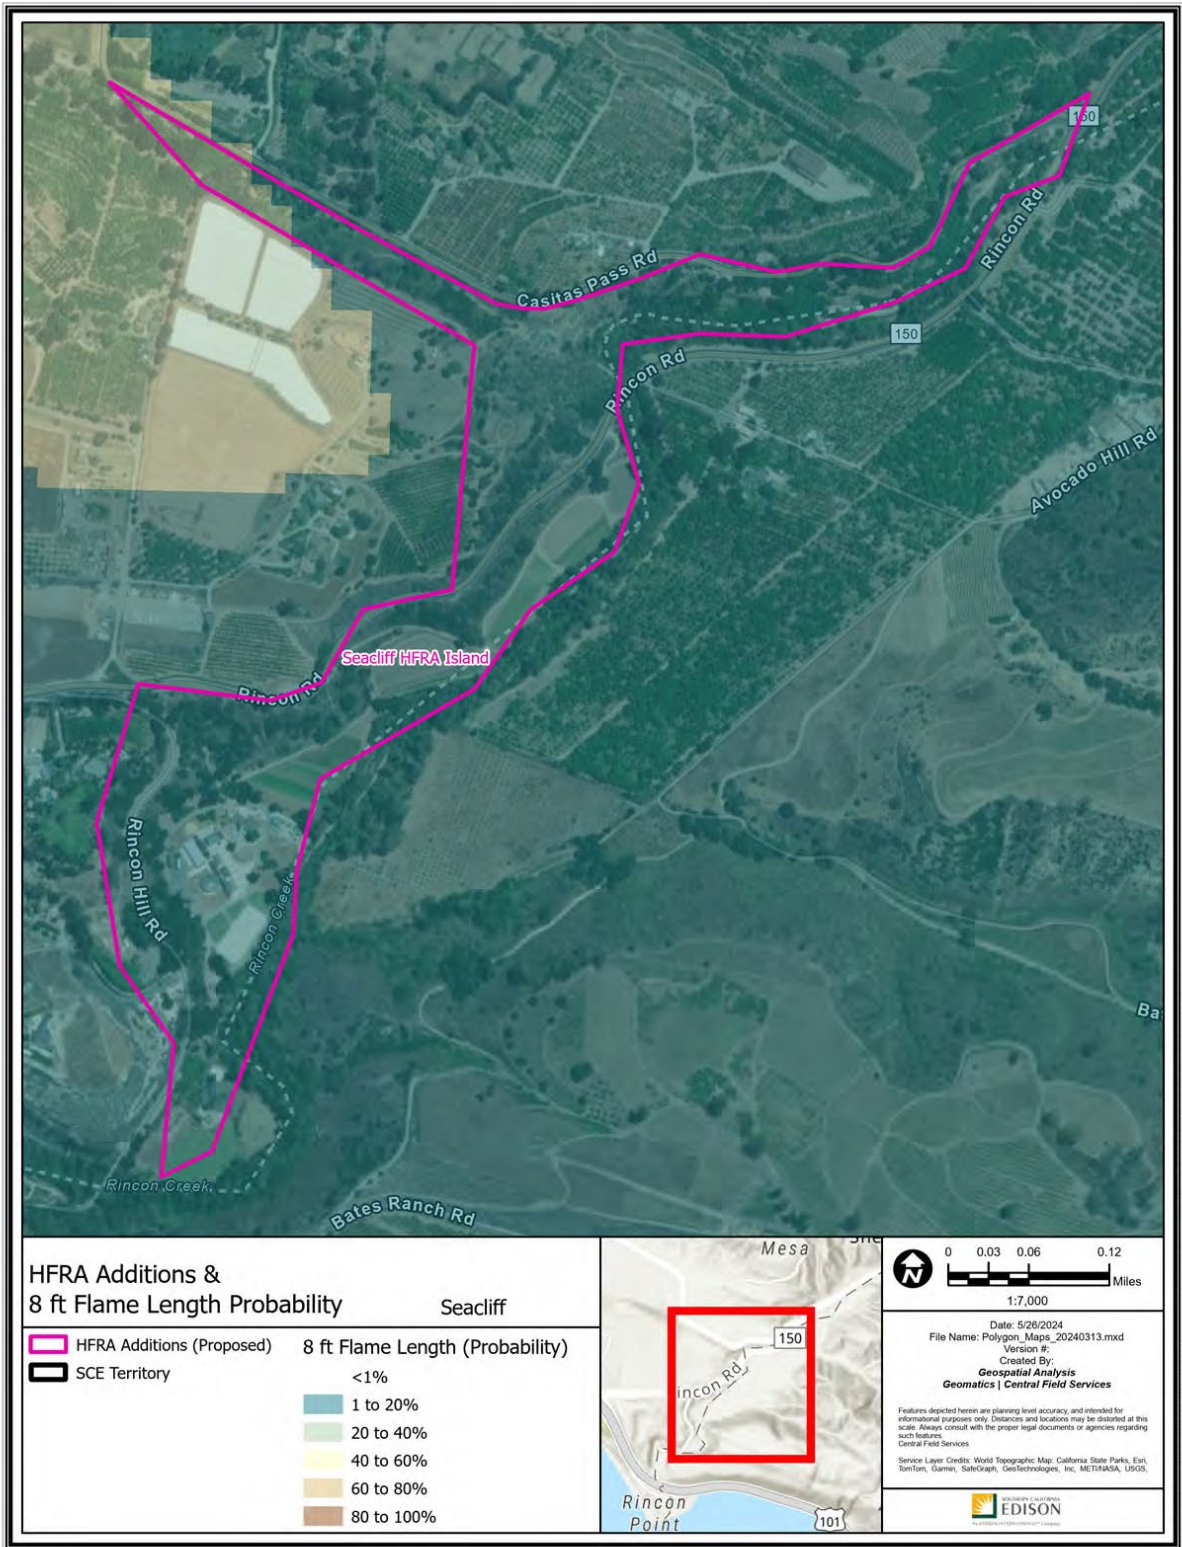 150
Casitas Pass Rd
Rincon Rd
150
Rincon Rd
Avocado Hill Rd
Seacliff HFRA Island
Rincon Rd
Rincon Hill Rd
Rincon Creek
Ba
Rincon Creek
Bates Ranch Rd
HFRA Additions &
8 ft Flame Length Probability
Seacliff
HFRA Additions (Proposed)
SCE Territory
8 ft Flame Length (Probability)
<1%
1 to 20%
20 to 40%
40 to 60%
60 to 80%
80 to 100%
Mesa
150
incon Rd
Rincon
Point
101
N
0 0.03 0.06 0.12
Miles
1:7,000
Date: 5/26/2024
File Name: Polygon_Maps_20240313.mxd
Version #:
Created By:
Geospatial Analysis
Geomatics | Central Field Services
Features depicted herein are planning level accuracy, and intended for
informational purposes only. Distances and locations may be distorted at this
scale. Always consult with the proper legal documents or agencies regarding
such features.
Central Field Services
Service Layer Credits: World Topographic Map: California State Parks, Esri,
TomTom, Garmin, SafeGraph, GeoTechnologies, Inc, METI/NASA, USGS,
SOUTHERN CALIFORNIA
EDISON
An EDISON INTERNATIONAL® Company